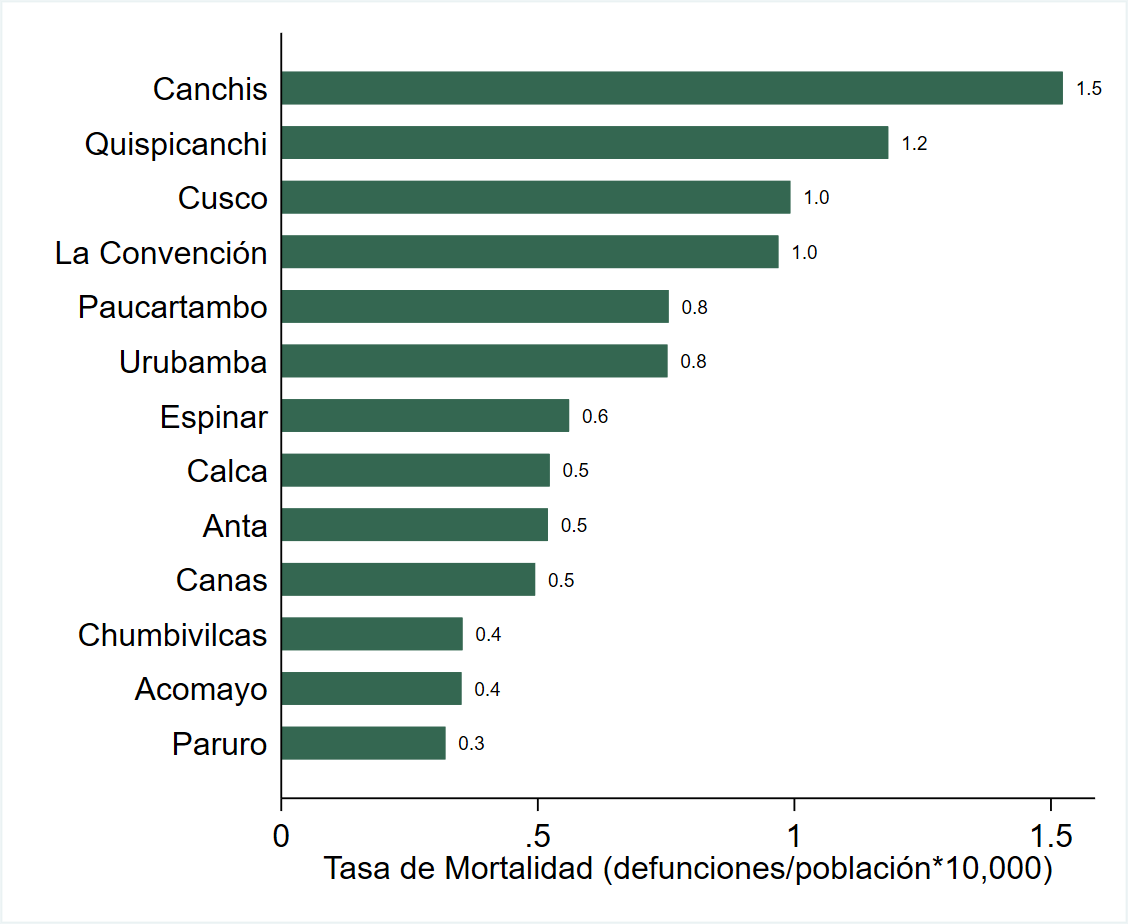 Canchis 1.5
Quispicanchi 1.2
Cusco 1.0
La Convención 1.0
Paucartambo 0.8
Urubamba 0.8
Espinar 0.6
Calca 0.5
Anta 0.5
Canas 0.5
Chumbivilcas 0.4
Acomayo 0.4
Paruro 0.3
0 .5 1 1.5
Tasa de Mortalidad (defunciones/población*10,000)